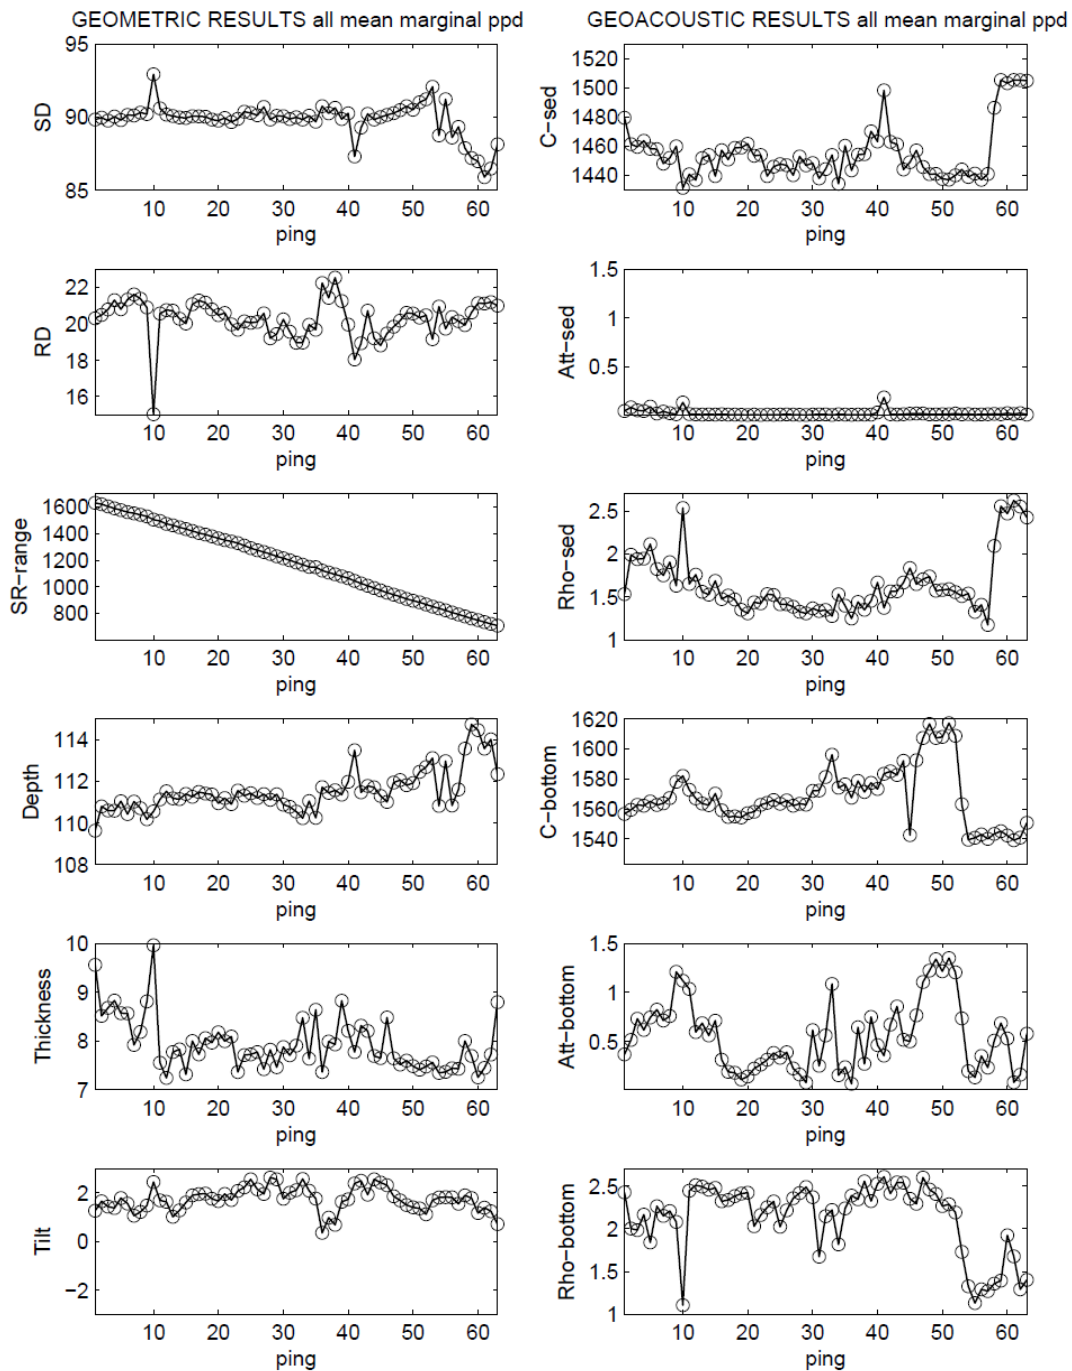 GEOMETRIC RESULTS all mean marginal ppd
95
90
85
SD
10 20 30 40 50 60
ping
22
20
18
16
RD
10 20 30 40 50 60
ping
1600
1400
1200
1000
800
SR-range
10 20 30 40 50 60
ping
114
112
110
108
Depth
10 20 30 40 50 60
ping
10
9
8
7
Thickness
10 20 30 40 50 60
ping
2
0
-2
Tilt
10 20 30 40 50 60
ping
GEOACOUSTIC RESULTS all mean marginal ppd
1520
1500
1480
1460
1440
C-sed
10 20 30 40 50 60
ping
1.5
1
0.5
Att-sed
10 20 30 40 50 60
ping
2.5
2
1.5
1
Rho-sed
10 20 30 40 50 60
ping
1620
1600
1580
1560
1540
C-bottom
10 20 30 40 50 60
ping
1.5
1
0.5
Att-bottom
10 20 30 40 50 60
ping
2.5
2
1.5
1
Rho-bottom
10 20 30 40 50 60
ping